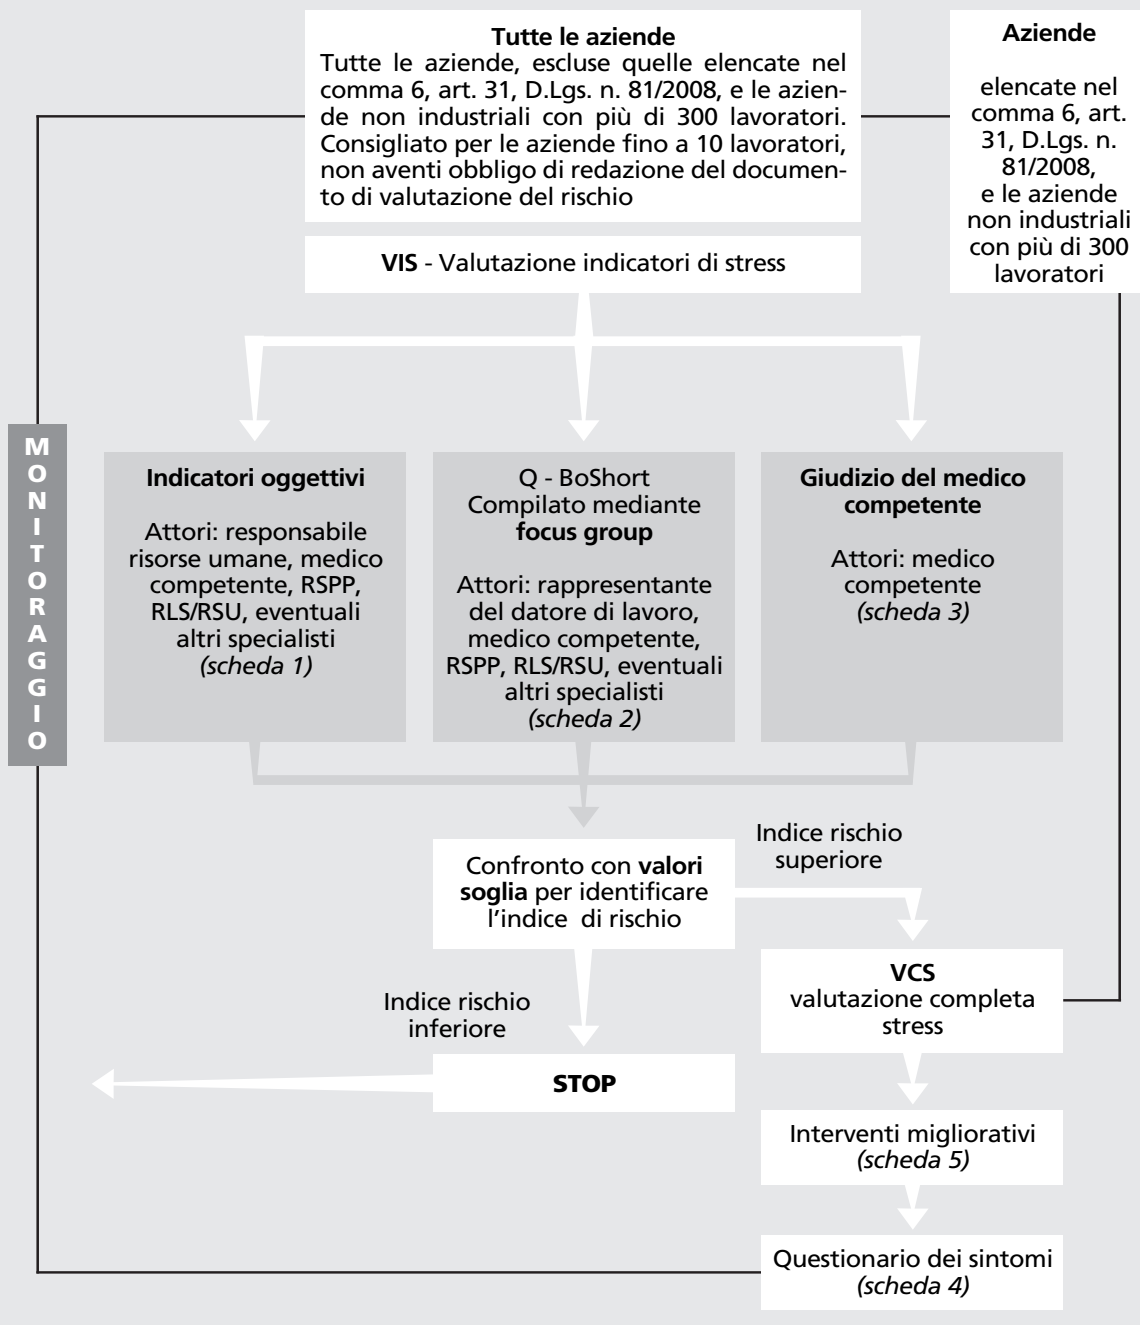 Tutte le aziende
Tutte le aziende, escluse quelle elencate nel
comma 6, art. 31, D.Lgs. n. 81/2008, e le azien-
de non industriali con più di 300 lavoratori.
Consigliato per le aziende fino a 10 lavoratori,
non aventi obbligo di redazione del documen-
to di valutazione del rischio
Aziende
elencate nel
comma 6, art.
31, D.Lgs. n.
81/2008,
e le aziende
non industriali
con più di 300
lavoratori
VIS - Valutazione indicatori di stress
MONITORAGGIO
Indicatori oggettivi
Attori: responsabile
risorse umane, medico
competente, RSPP,
RLS/RSU, eventuali
altri specialisti
(scheda 1)
Q - BoShort
Compilato mediante
focus group
Attori: rappresentante
del datore di lavoro,
medico competente,
RSPP, RLS/RSU, eventuali
altri specialisti
(scheda 2)
Giudizio del medico
competente
Attori: medico
competente
(scheda 3)
Confronto con valori
soglia per identificare
l'indice di rischio
Indice rischio
superiore
Indice rischio
inferiore
STOP
VCS
valutazione completa
stress
Interventi migliorativi
(scheda 5)
Questionario dei sintomi
(scheda 4)